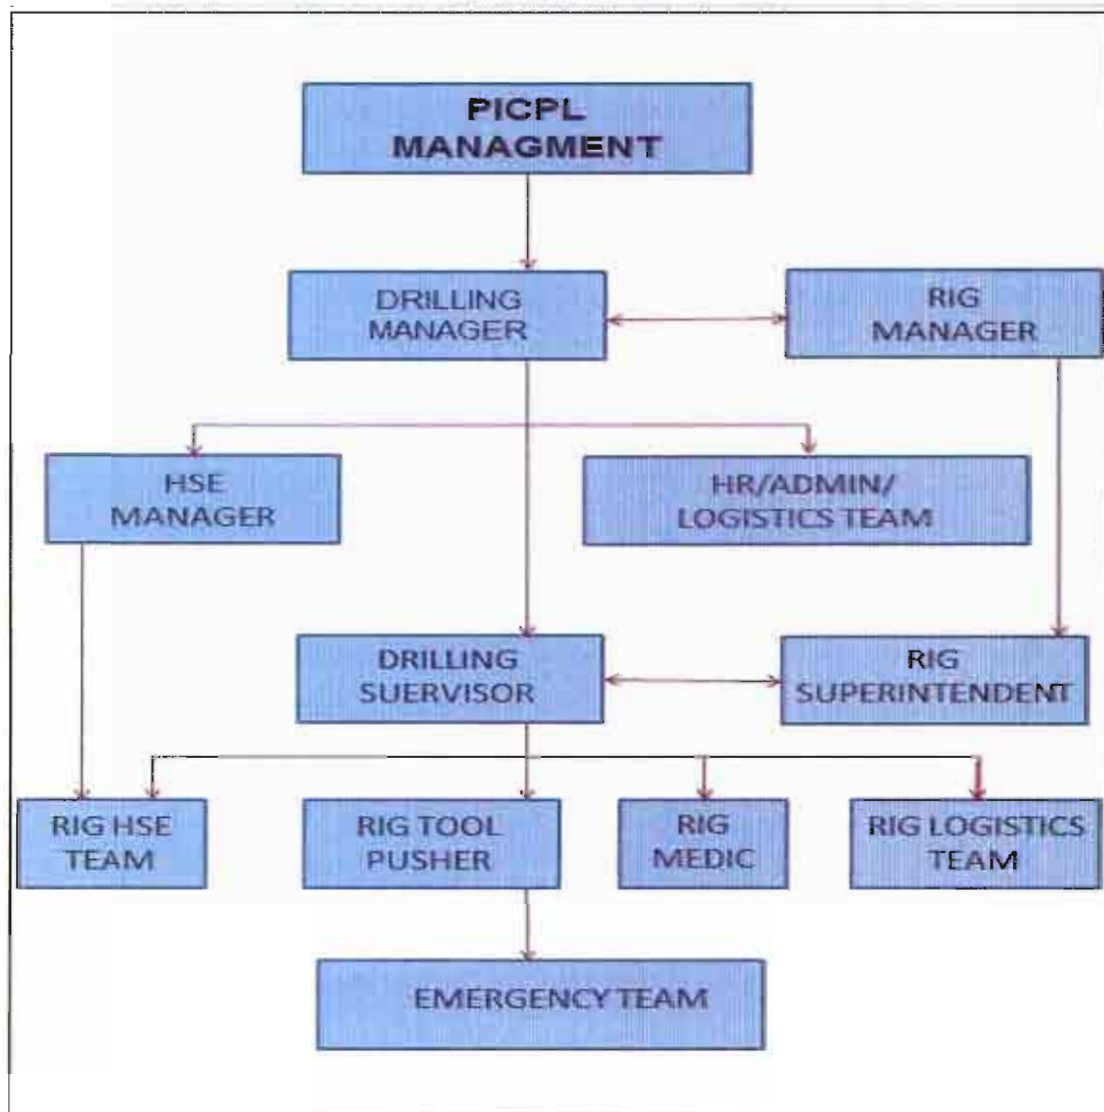 PICPL
MANAGMENT
DRILLING
MANAGER
RIG
MANAGER
HSE
MANAGER
HR/ADMIN/
LOGISTICS TEAM
DRILLING
SUERVISOR
RIG
SUPERINTENDENT
RIG HSE
TEAM
RIG TOOL
PUSHER
RIG
MEDIC
RIG LOGISTICS
TEAM
EMERGENCY TEAM